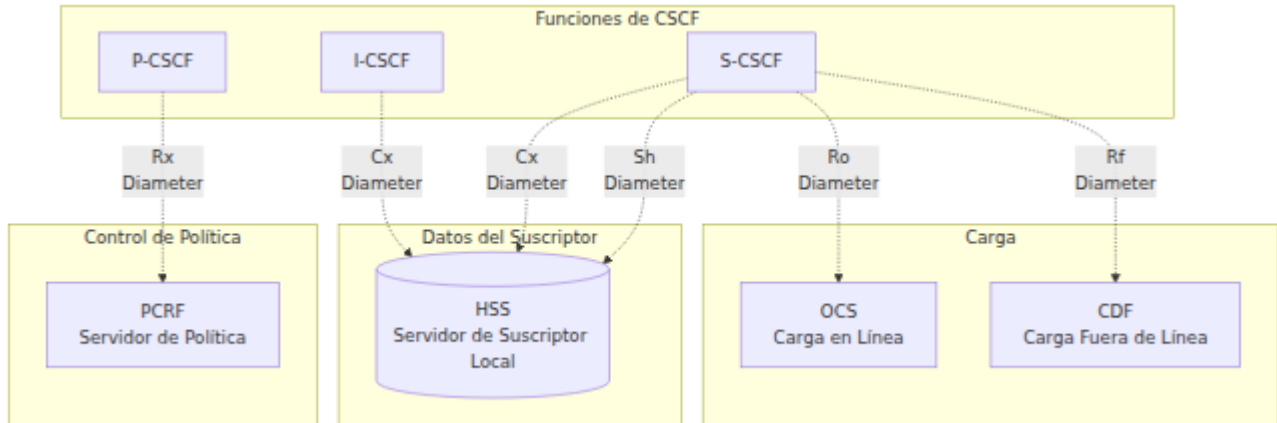 Funciones de CSCF
P-CSCF
I-CSCF
S-CSCF
Rx
Diameter
Cx
Diameter
Cx
Diameter
Sh
Diameter
Ro
Diameter
Rf
Diameter
Control de Política
PCRF
Servidor de Política
Datos del Suscriptor
HSS
Servidor de Suscriptor
Local
Carga
OCS
Carga en Línea
CDF
Carga Fuera de Línea